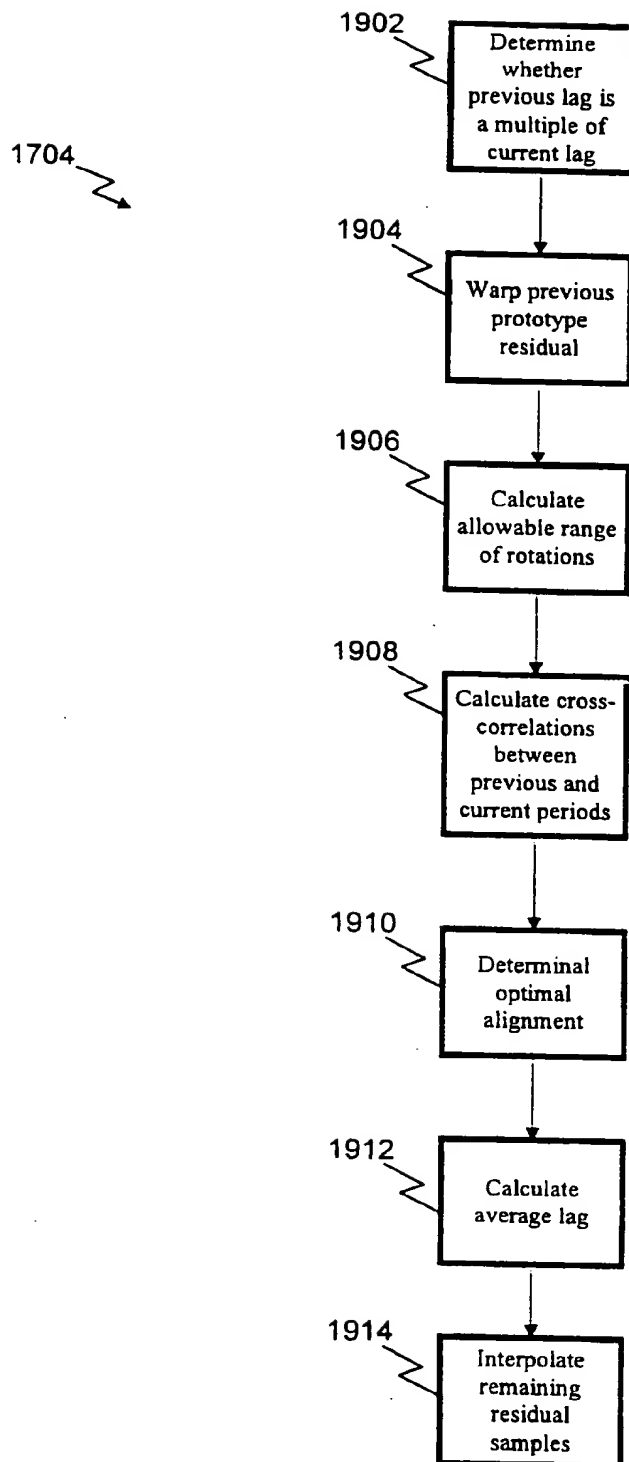 1902
Determine
whether
previous lag is
a multiple of
current lag
1704
1904
Warp previous
prototype
residual
1906
Calculate
allowable range
of rotations
1908
Calculate cross-
correlations
between
previous and
current periods
1910
Determinal
optimal
alignment
1912
Calculate
average lag
1914
Interpolate
remaining
residual
samples